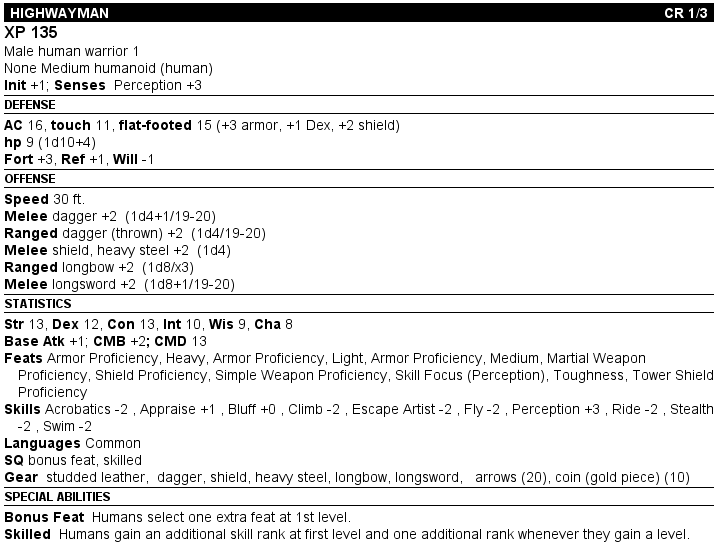 HIGHWAYMAN CR 1/3
XP 135
Male human warrior 1
None Medium humanoid (human)
Init +1; Senses Perception +3
DEFENSE
AC 16, touch 11, flat-footed 15 (+3 armor, +1 Dex, +2 shield)
hp 9 (1d10+4)
Fort +3, Ref +1, Will -1
OFFENSE
Speed 30 ft.
Melee dagger +2 (1d4+1/19-20)
Ranged dagger (thrown) +2 (1d4/19-20)
Melee shield, heavy steel +2 (1d4)
Ranged longbow +2 (1d8/x3)
Melee longsword +2 (1d8+1/19-20)
STATISTICS
Str 13, Dex 12, Con 13, Int 10, Wis 9, Cha 8
Base Atk +1; CMB +2; CMD 13
Feats Armor Proficiency, Heavy, Armor Proficiency, Light, Armor Proficiency, Medium, Martial Weapon
Proficiency, Shield Proficiency, Simple Weapon Proficiency, Skill Focus (Perception), Toughness, Tower Shield
Proficiency
Skills Acrobatics -2 , Appraise +1 , Bluff +0 , Climb -2 , Escape Artist -2 , Fly -2 , Perception +3 , Ride -2 , Stealth
-2 , Swim -2
Languages Common
SQ bonus feat, skilled
Gear studded leather, dagger, shield, heavy steel, longbow, longsword, arrows (20), coin (gold piece) (10)
SPECIAL ABILITIES
Bonus Feat Humans select one extra feat at 1st level.
Skilled Humans gain an additional skill rank at first level and one additional rank whenever they gain a level.